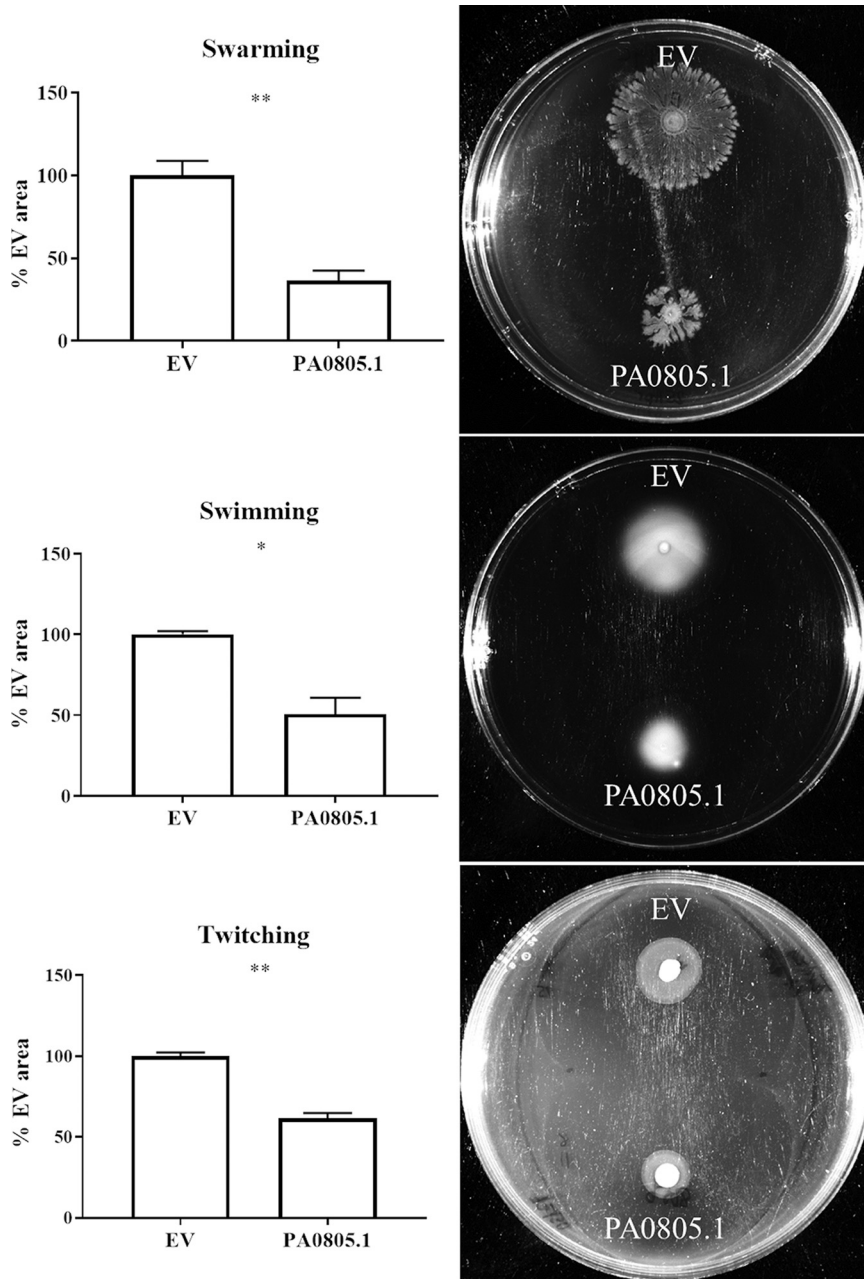 Swarming
**
150
100
50
0
% EV area
EV
PA0805.1
EV
PA0805.1
Swimming
*
150
100
50
0
% EV area
EV
PA0805.1
EV
PA0805.1
Twitching
**
150
100
50
0
% EV area
EV
PA0805.1
EV
PA0805.1